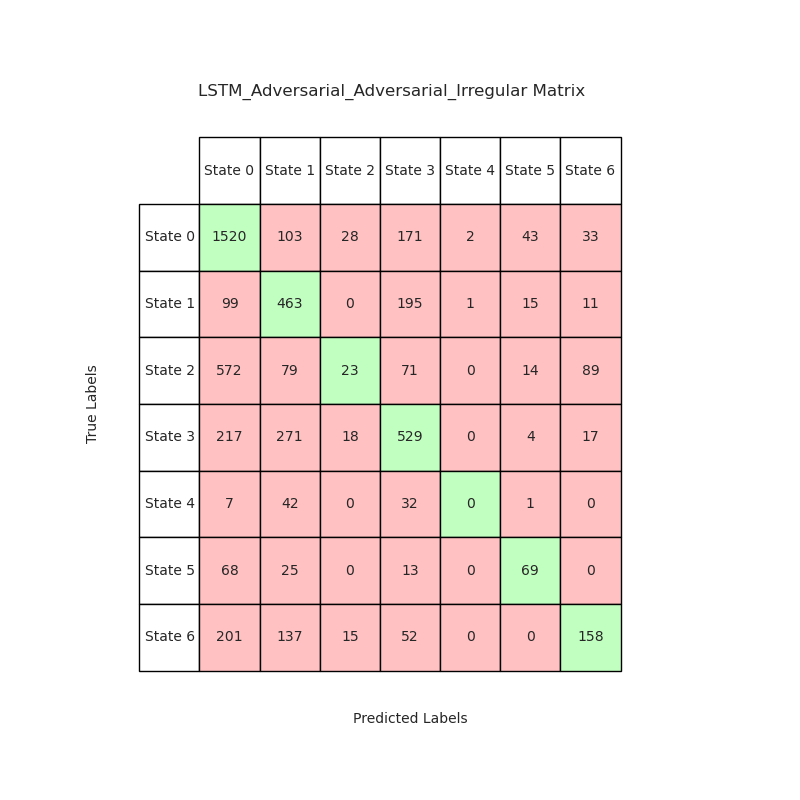 LSTM_Adversarial_Adversarial_Irregular Matrix
State 0 State 1 State 2 State 3 State 4 State 5 State 6
State 0 1520 103 28 171 2 43 33
State 1 99 463 0 195 1 15 11
State 2 572 79 23 71 0 14 89
State 3 217 271 18 529 0 4 17
State 4 7 42 0 32 0 1 0
State 5 68 25 0 13 0 69 0
State 6 201 137 15 52 0 0 158
True Labels
Predicted Labels